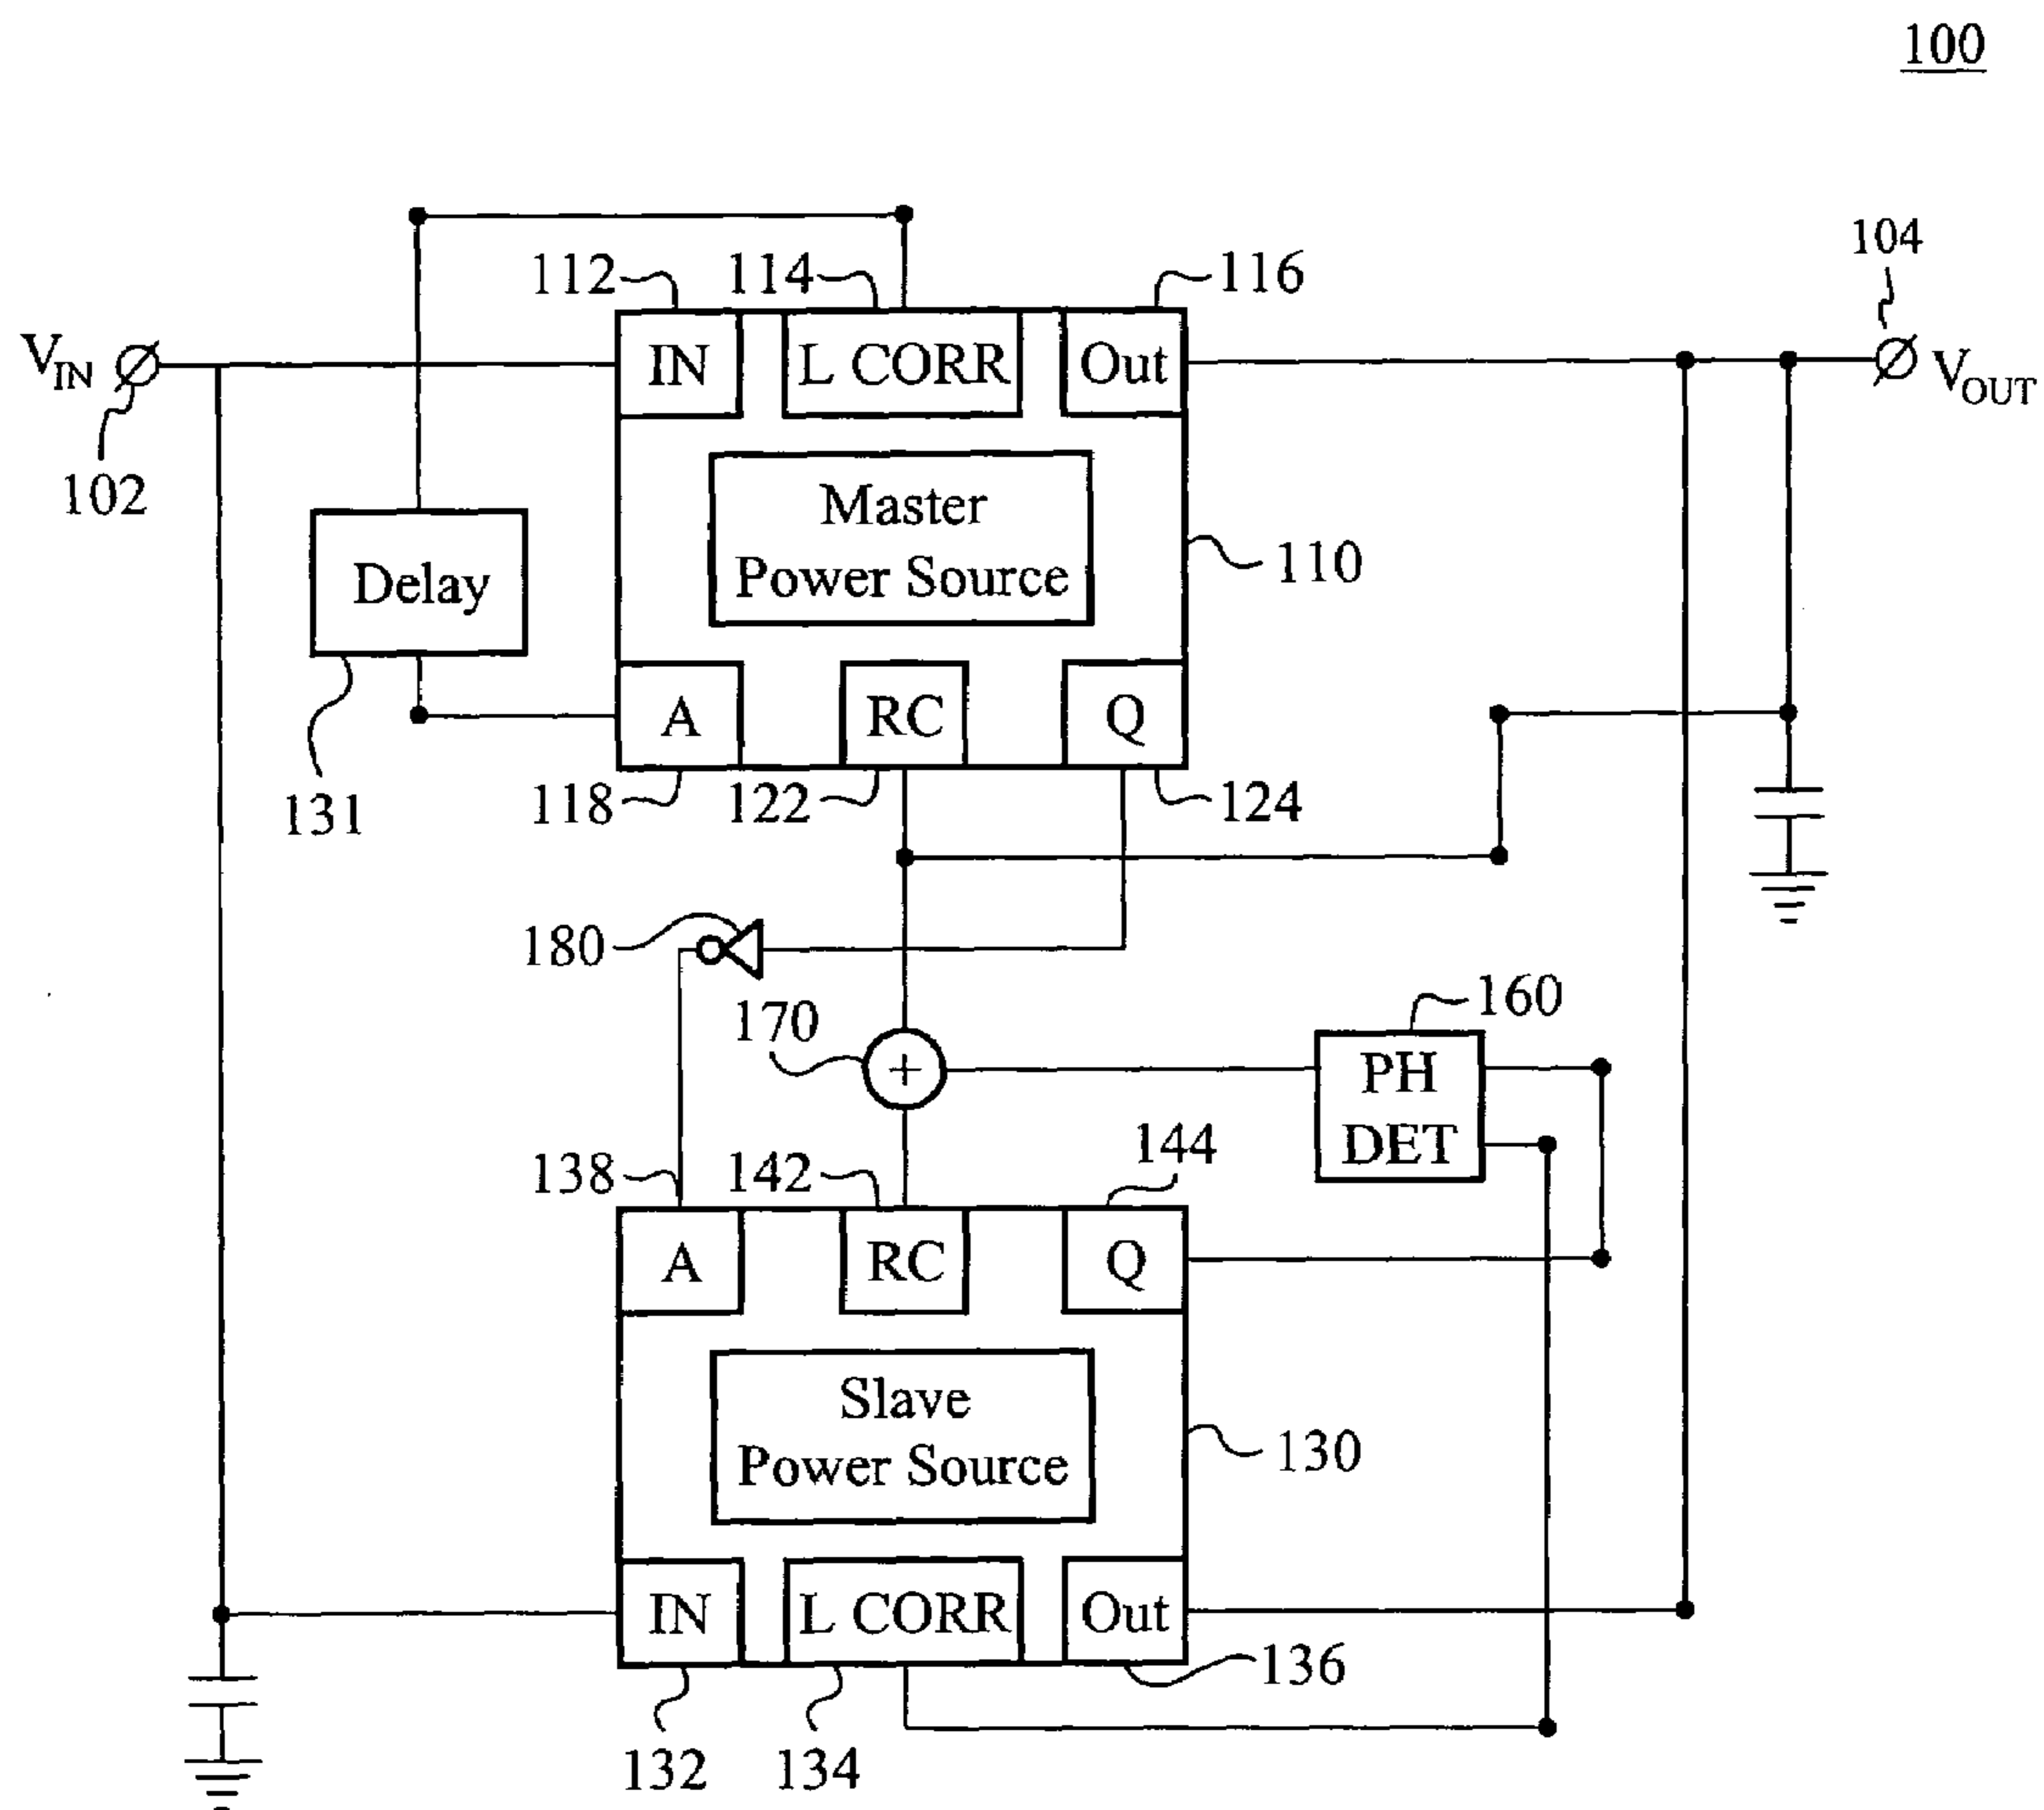 100
104
112
114
116
V_IN
IN
L CORR
Out
V_OUT
102
Master
Power Source
110
Delay
A
RC
Q
131
118
122
124
180
170
160
PH
DET
138
142
144
A
RC
Q
Slave
Power Source
130
IN
L CORR
Out
136
132
134